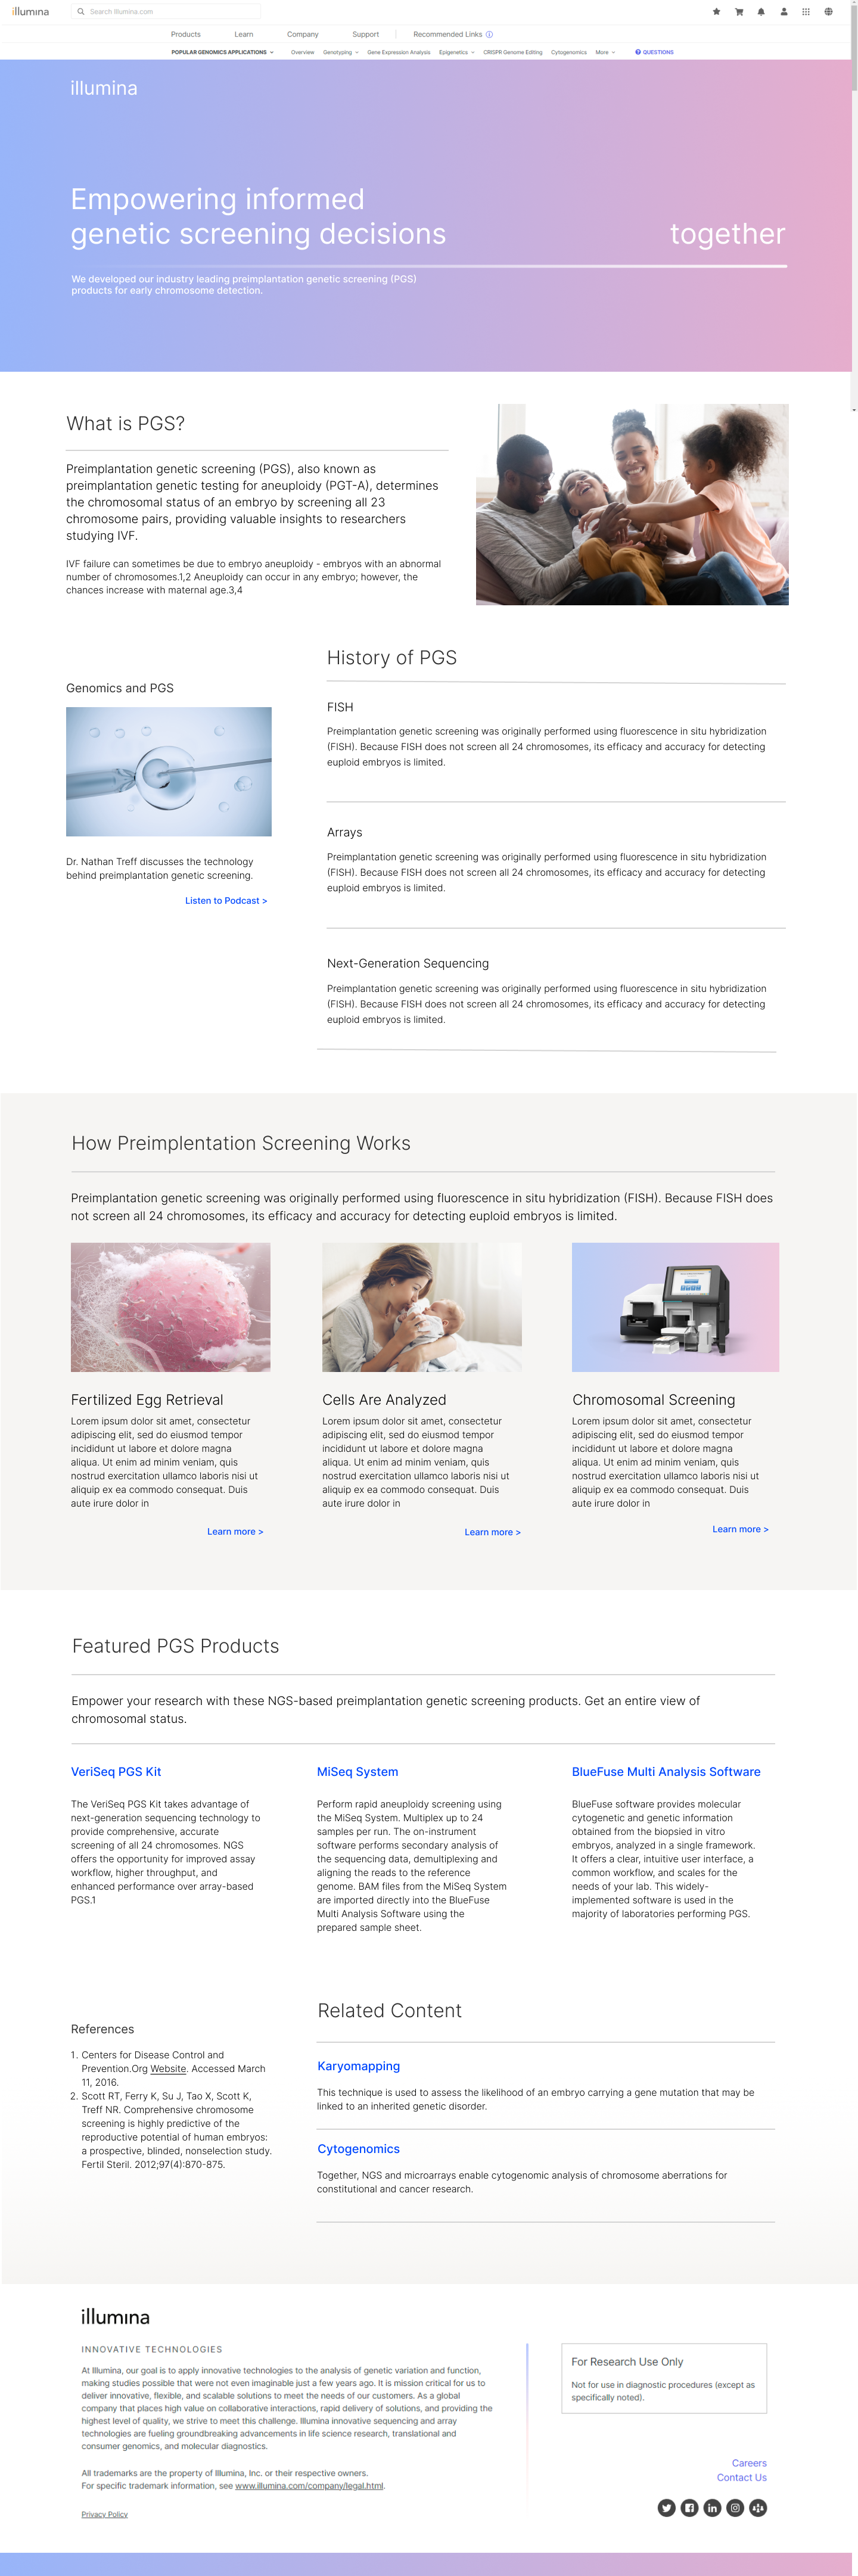 illumina
Search Illumina.com
Products Learn Company Support Recommended Links
POPULAR GENOMICS APPLICATIONS Overview Genotyping Gene Expression Analysis Epigenetics CRISPR Genome Editing Cytogenomics More QUESTIONS
illumina
Empowering informed
genetic screening decisions together
We developed our industry leading preimplantation genetic screening (PGS)
products for early chromosome detection.
What is PGS?
Preimplantation genetic screening (PGS), also known as
preimplantation genetic testing for aneuploidy (PGT-A), determines
the chromosomal status of an embryo by screening all 23
chromosome pairs, providing valuable insights to researchers
studying IVF.
IVF failure can sometimes be due to embryo aneuploidy - embryos with an abnormal
number of chromosomes.1,2 Aneuploidy can occur in any embryo; however, the
chances increase with maternal age.3,4
Genomics and PGS
Dr. Nathan Treff discusses the technology
behind preimplantation genetic screening.
Listen to Podcast >
History of PGS
FISH
Preimplantation genetic screening was originally performed using fluorescence in situ hybridization
(FISH). Because FISH does not screen all 24 chromosomes, its efficacy and accuracy for detecting
euploid embryos is limited.
Arrays
Preimplantation genetic screening was originally performed using fluorescence in situ hybridization
(FISH). Because FISH does not screen all 24 chromosomes, its efficacy and accuracy for detecting
euploid embryos is limited.
Next-Generation Sequencing
Preimplantation genetic screening was originally performed using fluorescence in situ hybridization
(FISH). Because FISH does not screen all 24 chromosomes, its efficacy and accuracy for detecting
euploid embryos is limited.
How Preimplentation Screening Works
Preimplantation genetic screening was originally performed using fluorescence in situ hybridization (FISH). Because FISH does
not screen all 24 chromosomes, its efficacy and accuracy for detecting euploid embryos is limited.
Fertilized Egg Retrieval
Lorem ipsum dolor sit amet, consectetur
adipiscing elit, sed do eiusmod tempor
incididunt ut labore et dolore magna
aliqua. Ut enim ad minim veniam, quis
nostrud exercitation ullamco laboris nisi ut
aliquip ex ea commodo consequat. Duis
aute irure dolor in
Learn more >
Cells Are Analyzed
Lorem ipsum dolor sit amet, consectetur
adipiscing elit, sed do eiusmod tempor
incididunt ut labore et dolore magna
aliqua. Ut enim ad minim veniam, quis
nostrud exercitation ullamco laboris nisi ut
aliquip ex ea commodo consequat. Duis
aute irure dolor in
Learn more >
Chromosomal Screening
Lorem ipsum dolor sit amet, consectetur
adipiscing elit, sed do eiusmod tempor
incididunt ut labore et dolore magna
aliqua. Ut enim ad minim veniam, quis
nostrud exercitation ullamco laboris nisi ut
aliquip ex ea commodo consequat. Duis
aute irure dolor in
Learn more >
Featured PGS Products
Empower your research with these NGS-based preimplantation genetic screening products. Get an entire view of
chromosomal status.
VeriSeq PGS Kit
The VeriSeq PGS Kit takes advantage of
next-generation sequencing technology to
provide comprehensive, accurate
screening of all 24 chromosomes. NGS
offers the opportunity for improved assay
workflow, higher throughput, and
enhanced performance over array-based
PGS.1
MiSeq System
Perform rapid aneuploidy screening using
the MiSeq System. Multiplex up to 24
samples per run. The on-instrument
software performs secondary analysis of
the sequencing data, demultiplexing and
aligning the reads to the reference
genome. BAM files from the MiSeq System
are imported directly into the BlueFuse
Multi Analysis Software using the
prepared sample sheet.
BlueFuse Multi Analysis Software
BlueFuse software provides molecular
cytogenetic and genetic information
obtained from the biopsied in vitro
embryos, analyzed in a single framework.
It offers a clear, intuitive user interface, a
common workflow, and scales for the
needs of your lab. This widely-
implemented software is used in the
majority of laboratories performing PGS.
References
1. Centers for Disease Control and
Prevention.Org Website. Accessed March
11, 2016.
2. Scott RT, Ferry K, Su J, Tao X, Scott K,
Treff NR. Comprehensive chromosome
screening is highly predictive of the
reproductive potential of human embryos:
a prospective, blinded, nonselection study.
Fertil Steril. 2012;97(4):870-875.
Related Content
Karyomapping
This technique is used to assess the likelihood of an embryo carrying a gene mutation that may be
linked to an inherited genetic disorder.
Cytogenomics
Together, NGS and microarrays enable cytogenomic analysis of chromosome aberrations for
constitutional and cancer research.
illumina
INNOVATIVE TECHNOLOGIES
At Illumina, our goal is to apply innovative technologies to the analysis of genetic variation and function,
making studies possible that were not even imaginable just a few years ago. It is mission critical for us to
deliver innovative, flexible, and scalable solutions to meet the needs of our customers. As a global
company that places high value on collaborative interactions, rapid delivery of solutions, and providing the
highest level of quality, we strive to meet this challenge. Illumina innovative sequencing and array
technologies are fueling groundbreaking advancements in life science research, translational and
consumer genomics, and molecular diagnostics.
All trademarks are the property of Illumina, Inc. or their respective owners.
For specific trademark information, see www.illumina.com/company/legal.html.
Privacy Policy
For Research Use Only
Not for use in diagnostic procedures (except as
specifically noted).
Careers
Contact Us